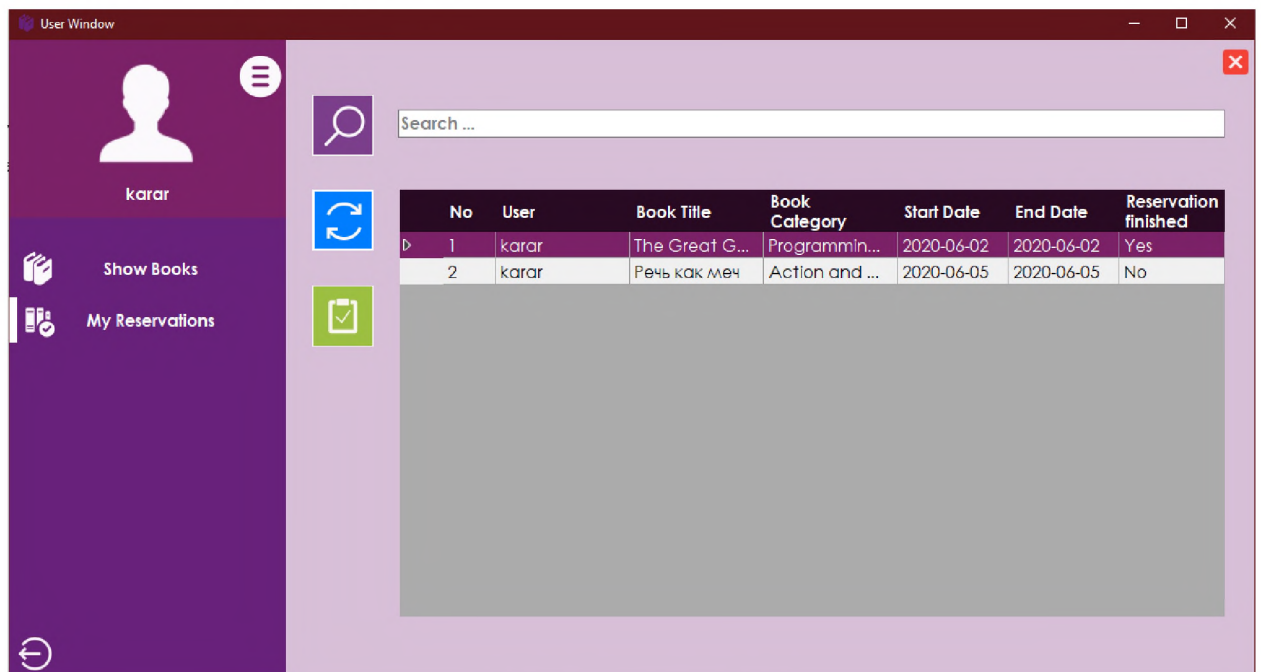 User Window
karar
Show Books
My Reservations
Search ...
No User Book Title Book Category Start Date End Date Reservation finished
1 karar The Great G... Programmin... 2020-06-02 2020-06-02 Yes
2 karar Речь как меч Action and ... 2020-06-05 2020-06-05 No